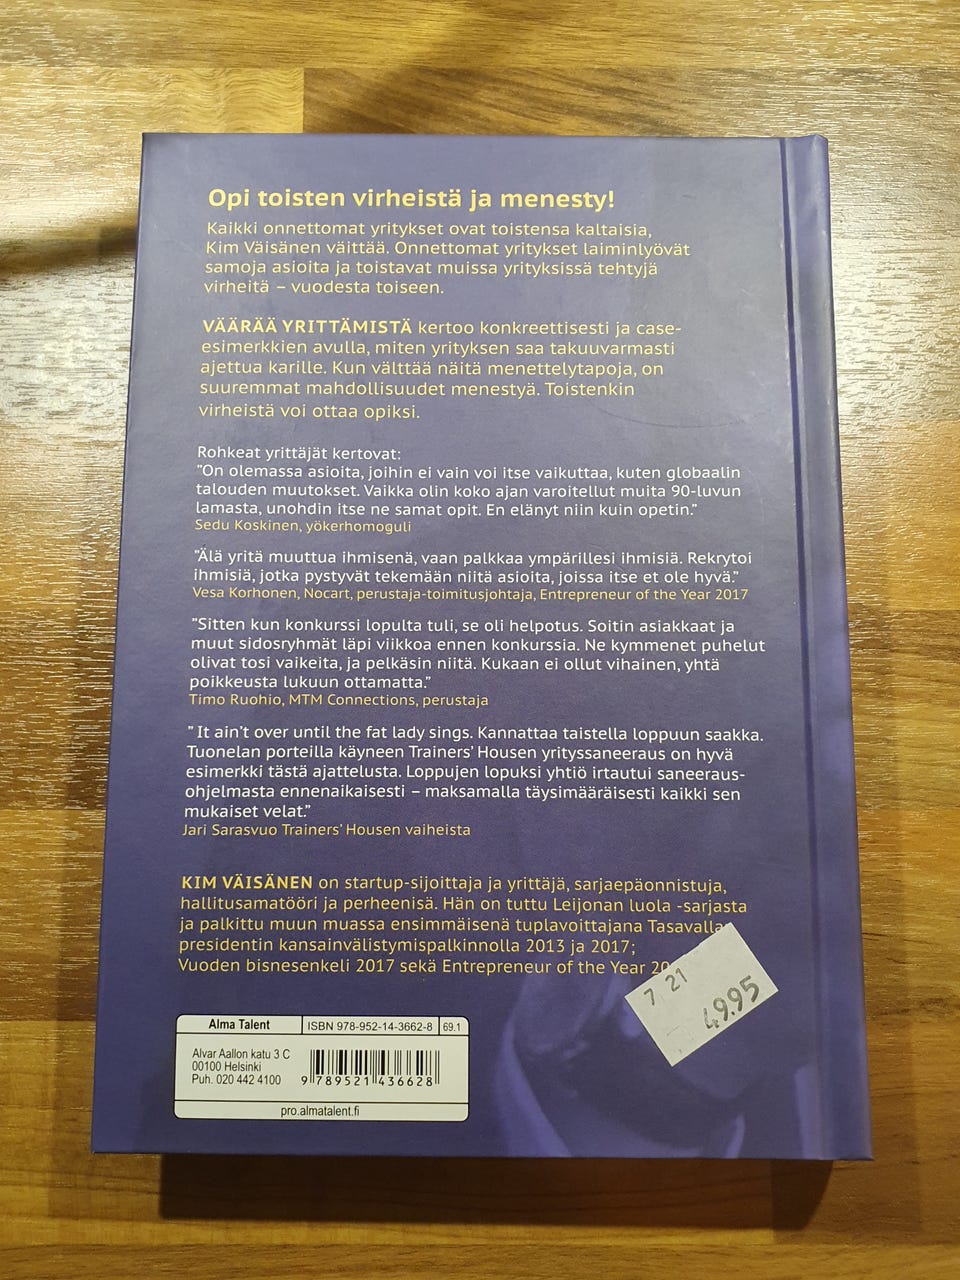 Opi toisten virheistä ja menesty!
Kaikki onnettomat yritykset ovat toistensa kaltaisia,
Kim Väisänen väittää. Onnettomat yritykset laiminlyövät
samoja asioita ja toistavat muissa yrityksissä tehtyjä
virheitä – vuodesta toiseen.
VÄÄRÄÄ YRITTÄMISTÄ kertoo konkreettisesti ja case-
esimerkkien avulla, miten yrityksen saa takuuvarmasti
ajettua karille. Kun välttää näitä menettelytapoja, on
suuremmat mahdollisuudet menestyä. Toistenkin
virheistä voi ottaa opiksi.
Rohkeat yrittäjät kertovat:
"On olemassa asioita, joihin ei vain voi itse vaikuttaa, kuten globaalin
talouden muutokset. Vaikka olin koko ajan varoitellut muita 90-luvun
lamasta, unohdin itse ne samat opit. En elänyt niin kuin opetin."
Sedu Koskinen, yökerhomoguli
"Älä yritä muuttua ihmisenä, vaan palkkaa ympärillesi ihmisiä. Rekrytoi
ihmisiä, jotka pystyvät tekemään niitä asioita, joissa itse et ole hyvä."
Vesa Korhonen, Nocart, perustaja-toimitusjohtaja, Entrepreneur of the Year 2017
"Sitten kun konkurssi lopulta tuli, se oli helpotus. Soitin asiakkaat ja
muut sidosryhmät läpi viikkoa ennen konkurssia. Ne kymmenet puhelut
olivat tosi vaikeita, ja pelkäsin niitä. Kukaan ei ollut vihainen, yhtä
poikkeusta lukuun ottamatta."
Timo Ruohio, MTM Connections, perustaja
" It ain't over until the fat lady sings. Kannattaa taistella loppuun saakka.
Tuonelan porteilla käyneen Trainers' Housen yrityssaneeraus on hyvä
esimerkki tästä ajattelusta. Loppujen lopuksi yhtiö irtautui saneeraus-
ohjelmasta ennenaikaisesti – maksamalla täysimääräisesti kaikki sen
mukaiset velat."
Jari Sarasvuo Trainers' Housen vaiheista
KIM VÄISÄNEN on startup-sijoittaja ja yrittäjä, sarjaepäonnistuja,
hallitusamatööri ja perheenisä. Hän on tuttu Leijonan luola -sarjasta
ja palkittu muun muassa ensimmäisenä tuplavoittajana Tasavalla
presidentin kansainvälistymispalkinnolla 2013 ja 2017;
Vuoden bisnesenkeli 2017 sekä Entrepreneur of the Year 20
7 21
49.95
Alma Talent ISBN 978-952-14-3662-8 69.1
Alvar Aallon katu 3 C
00100 Helsinki
Puh. 020 442 4100
9 789521 436628
pro.almatalent.fi